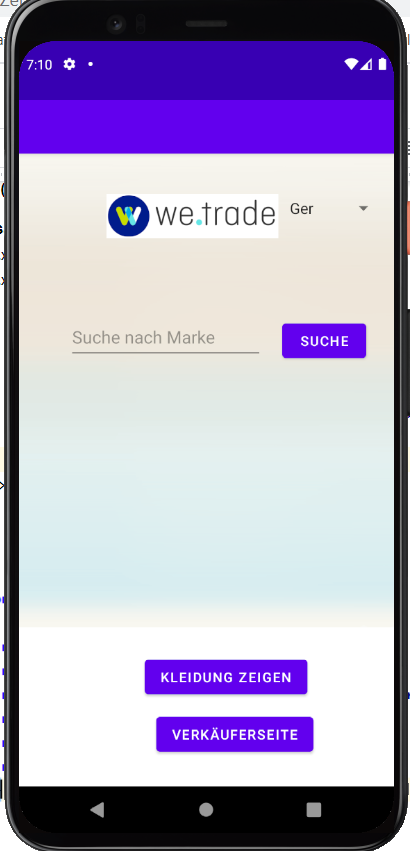 7:10
we.trade
Ger
Suche nach Marke
SUCHE
KLEIDUNG ZEIGEN
VERKÄUFERSEITE